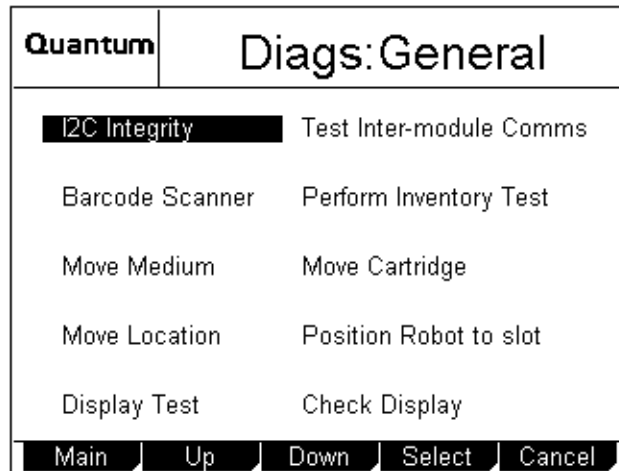 Quantum
Diags:General
I2C Integrity
Test Inter-module Comms
Barcode Scanner
Perform Inventory Test
Move Medium
Move Cartridge
Move Location
Position Robot to slot
Display Test
Check Display
Main Up Down Select Cancel